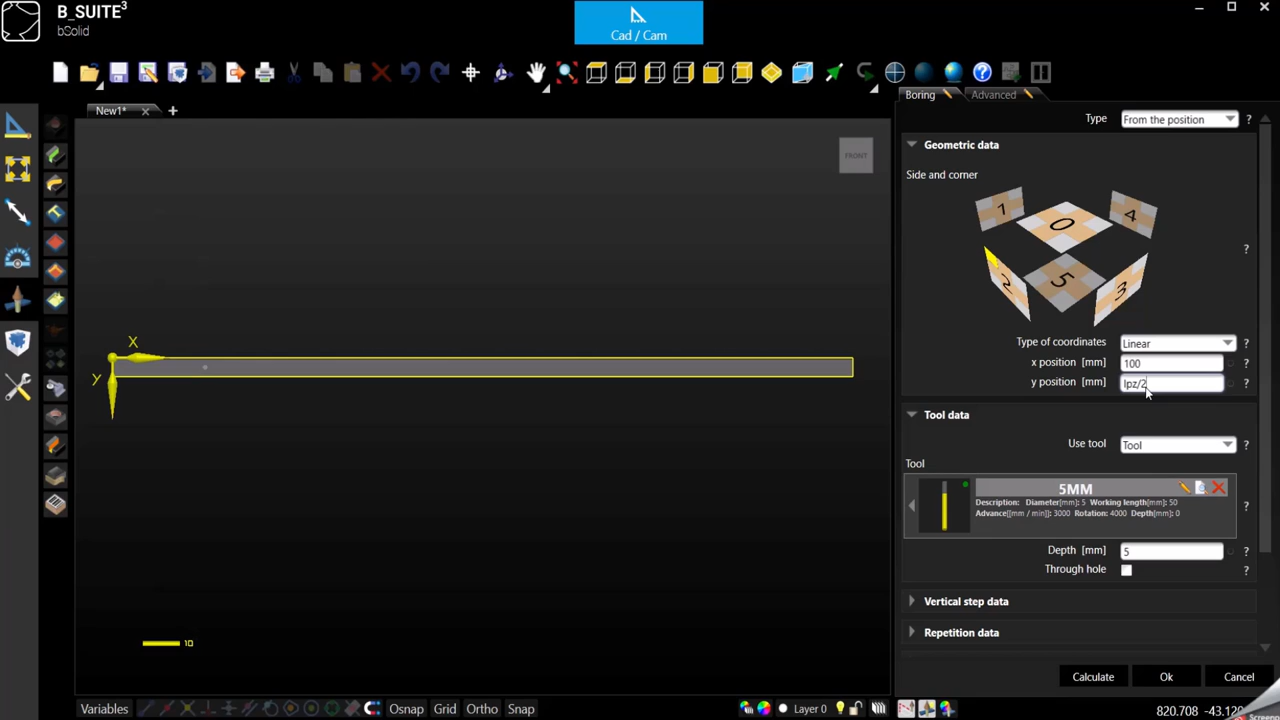 B_SUITE³
bSolid
Cad / Cam
New1*
Boring
Advanced
Type
From the position
?
Geometric data
Side and corner
FRONT
1
0
4
2
5
3
?
X
Y
Type of coordinates
Linear
?
x position [mm]
100
?
y position [mm]
lpz/2
?
Tool data
Use tool
Tool
?
Tool
5MM
Description: Diameter[mm]: 5 Working length[mm]: 50
Advance[[mm / min]]: 3000 Rotation: 4000 Depth[mm]: 0
?
Depth [mm]
5
?
Through hole
?
Vertical step data
Repetition data
10
Calculate
Ok
Cancel
Variables
Osnap
Grid
Ortho
Snap
Layer 0
820.708 -43.120